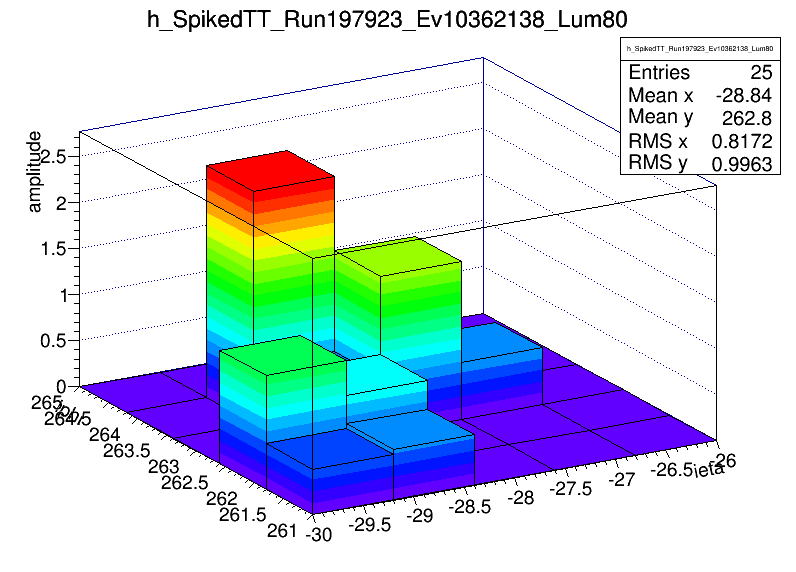 h_SpikedTT_Run197923_Ev10362138_Lum80
h_SpikedTT_Run197923_Ev10362138_Lum80
Entries 25
Mean x -28.84
Mean y 262.8
RMS x 0.8172
RMS y 0.9963
amplitude
2.5
2
1.5
1
0.5
0
265
264.5
264
263.5
263
262.5
262
261.5
261
-30
-29.5
-29
-28.5
-28
-27.5
-27
-26.5
-26
ieta